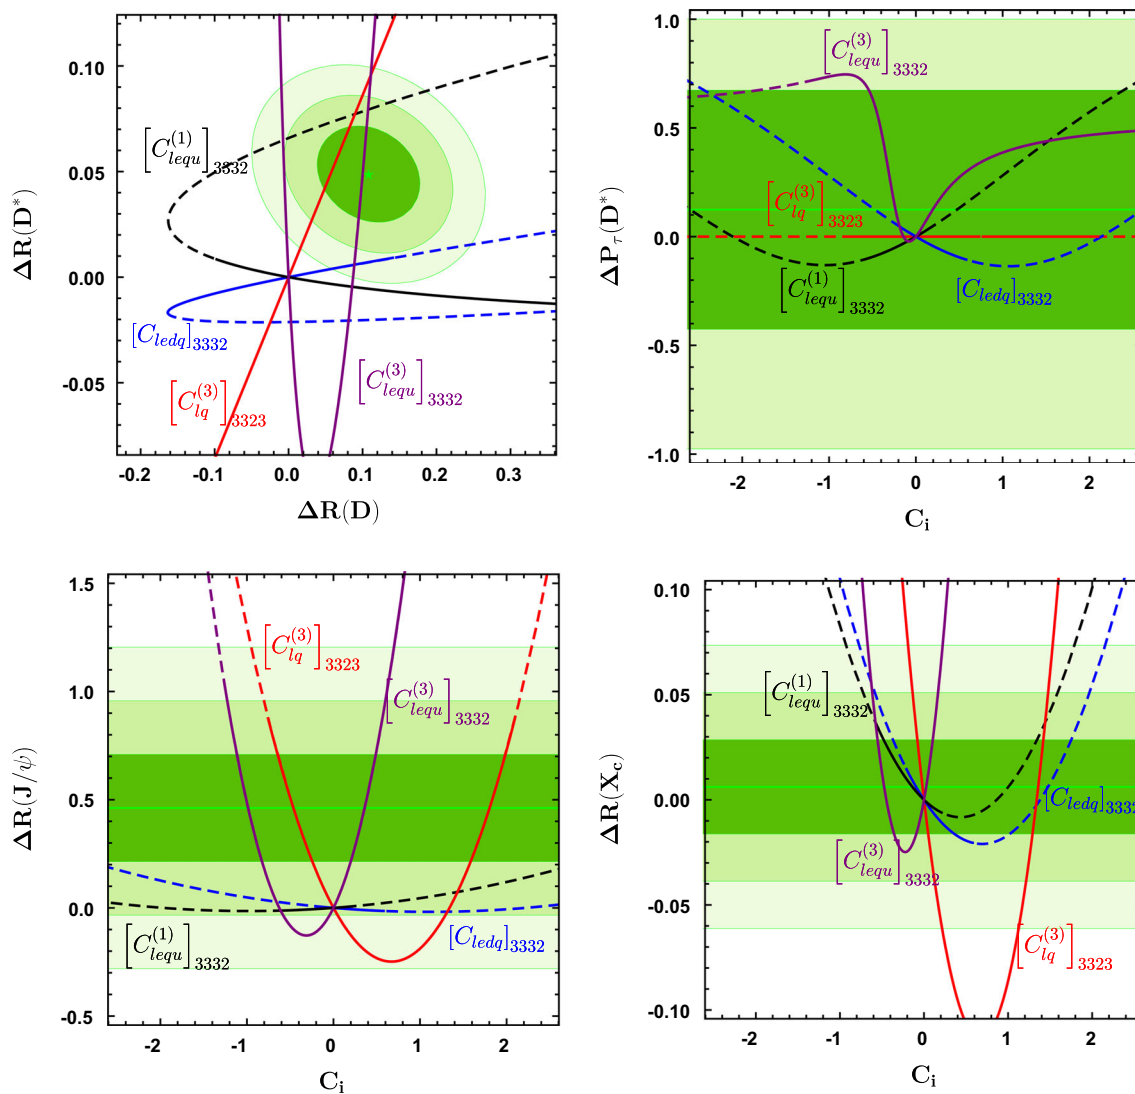 0.10
0.05
0.00
-0.05
ΔR(D*)
-0.2
-0.1
0.0
0.1
0.2
0.3
ΔR(D)
[C_{lequ}^{(1)}]_{3332}
[C_{ledq}]_{3332}
[C_{lq}^{(3)}]_{3323}
[C_{lequ}^{(3)}]_{3332}
1.0
0.5
0.0
-0.5
-1.0
ΔP_τ(D*)
-2
-1
0
1
2
C_i
[C_{lequ}^{(3)}]_{3332}
[C_{lq}^{(3)}]_{3323}
[C_{lequ}^{(1)}]_{3332}
[C_{ledq}]_{3332}
1.5
1.0
0.5
0.0
-0.5
ΔR(J/ψ)
-2
-1
0
1
2
C_i
[C_{lq}^{(3)}]_{3323}
[C_{lequ}^{(3)}]_{3332}
[C_{lequ}^{(1)}]_{3332}
[C_{ledq}]_{3332}
0.10
0.05
0.00
-0.05
-0.10
ΔR(X_c)
-2
-1
0
1
2
C_i
[C_{lequ}^{(1)}]_{3332}
[C_{ledq}]_{3332}
[C_{lequ}^{(3)}]_{3332}
[C_{lq}^{(3)}]_{3323}